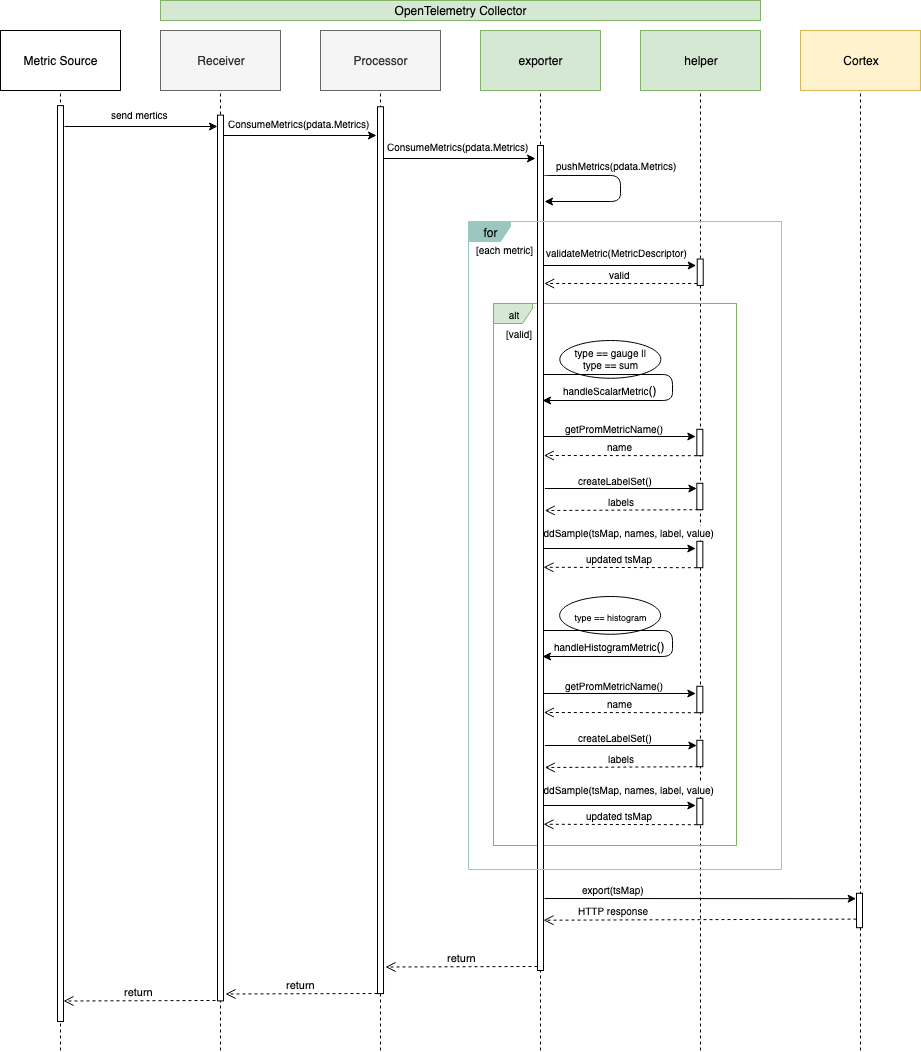 OpenTelemetry Collector
Metric Source
Receiver
Processor
exporter
helper
Cortex
send mertics
ConsumeMetrics(pdata.Metrics)
ConsumeMetrics(pdata.Metrics)
pushMetrics(pdata.Metrics)
for
[each metric]
validateMetric(MetricDescriptor)
valid
alt
[valid]
type == gauge ||
type == sum
handleScalarMetric()
getPromMetricName()
name
createLabelSet()
labels
ddSample(tsMap, names, label, value)
updated tsMap
type == histogram
handleHistogramMetric()
getPromMetricName()
name
createLabelSet()
labels
ddSample(tsMap, names, label, value)
updated tsMap
export(tsMap)
HTTP response
return
return
return